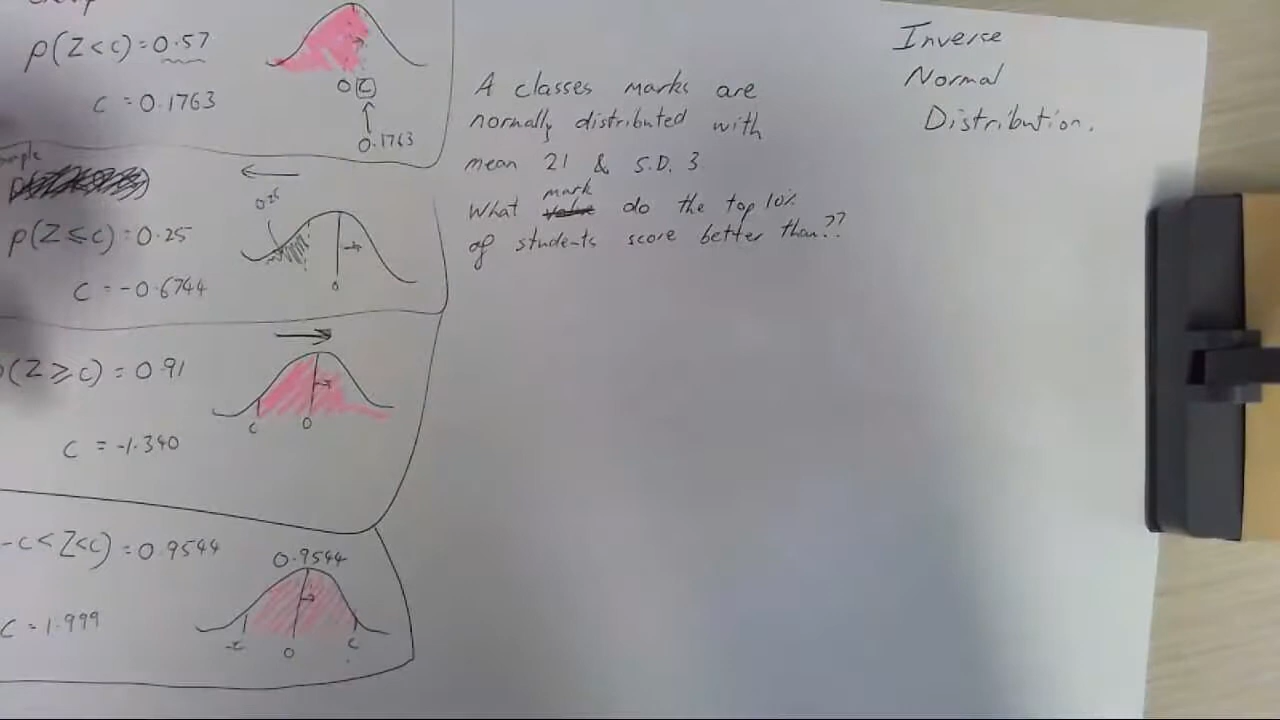 p(Z<c)=0.57
c = 0.1763
0 c
0.1763
p(Z≤c)=0.25
c = -0.6744
0.25
0
(Z≥c) = 0.91
c = -1.340
c 0
-c<Z<c) = 0.9544
c = 1.999
0.9544
-c 0 c
A classes marks are
normally distributed with
mean 21 & S.D. 3
mark
What value do the top 10%
of students score better than??
Inverse
Normal
Distribution.